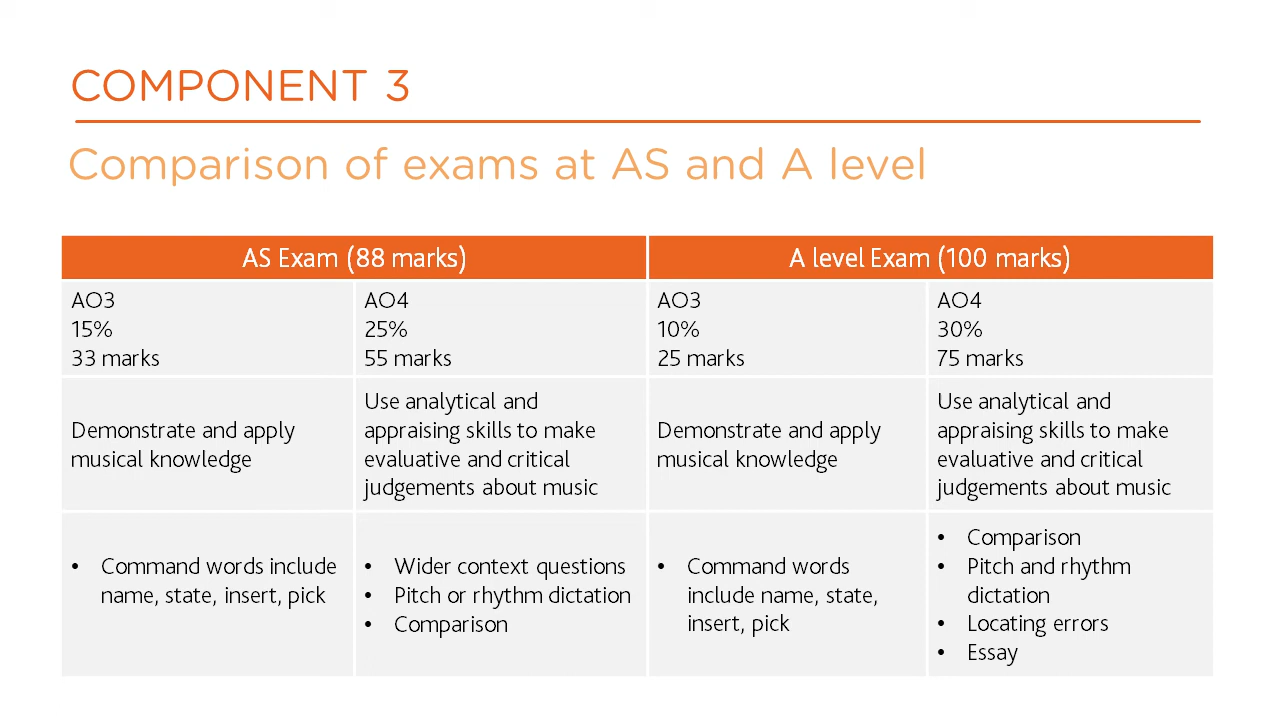 COMPONENT 3
Comparison of exams at AS and A level
AS Exam (88 marks)
A level Exam (100 marks)
AO3
15%
33 marks
AO4
25%
55 marks
AO3
10%
25 marks
AO4
30%
75 marks
Demonstrate and apply
musical knowledge
Use analytical and
appraising skills to make
evaluative and critical
judgements about music
Demonstrate and apply
musical knowledge
Use analytical and
appraising skills to make
evaluative and critical
judgements about music
• Command words include
name, state, insert, pick
• Wider context questions
• Pitch or rhythm dictation
• Comparison
• Command words
include name, state,
insert, pick
• Comparison
• Pitch and rhythm
dictation
• Locating errors
• Essay